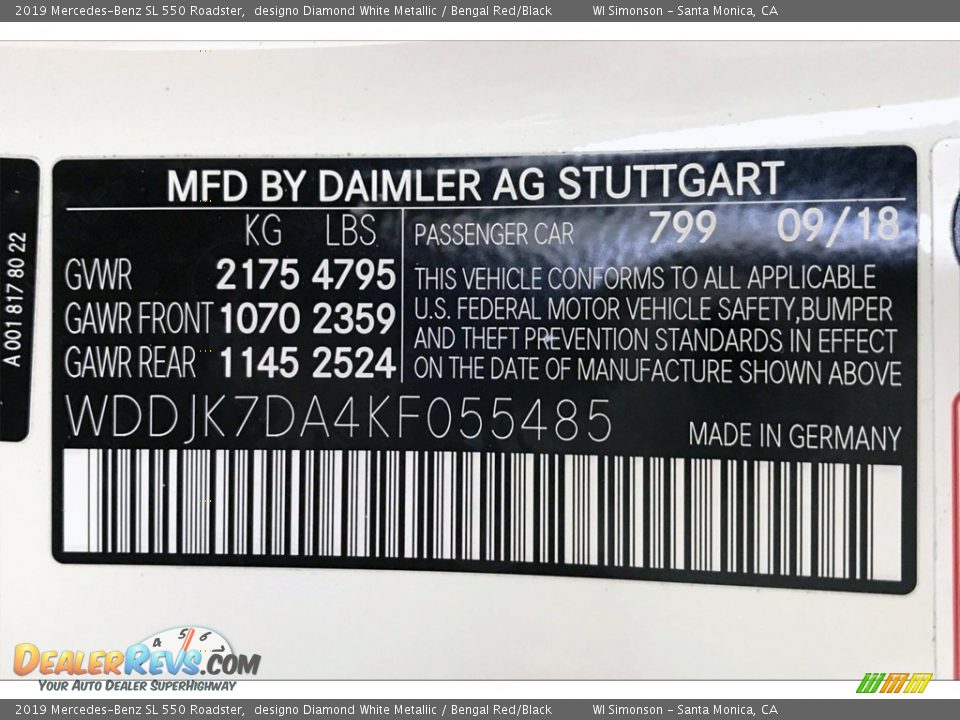 2019 Mercedes-Benz SL 550 Roadster, designo Diamond White Metallic / Bengal Red/Black WI Simonson - Santa Monica, CA
A 001 817 80 22
MFD BY DAIMLER AG STUTTGART
KG LBS
GVWR 2175 4795
GAWR FRONT 1070 2359
GAWR REAR 1145 2524
PASSENGER CAR 799 09/18
THIS VEHICLE CONFORMS TO ALL APPLICABLE
U.S. FEDERAL MOTOR VEHICLE SAFETY,BUMPER
AND THEFT PREVENTION STANDARDS IN EFFECT
ON THE DATE OF MANUFACTURE SHOWN ABOVE
WDDJK7DA4KF055485
MADE IN GERMANY
4 5 6 7
DEALERREVS.COM
YOUR AUTO DEALER SUPERHIGHWAY
2019 Mercedes-Benz SL 550 Roadster, designo Diamond White Metallic / Bengal Red/Black WI Simonson - Santa Monica, CA